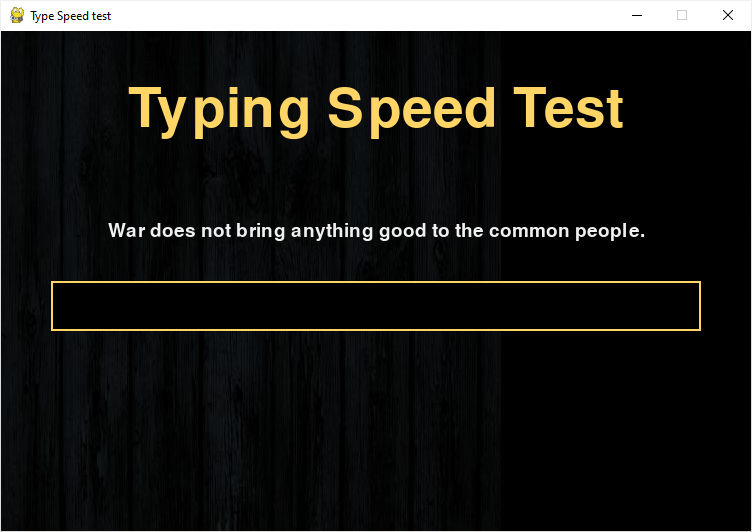 Type Speed test
Typing Speed Test
War does not bring anything good to the common people.